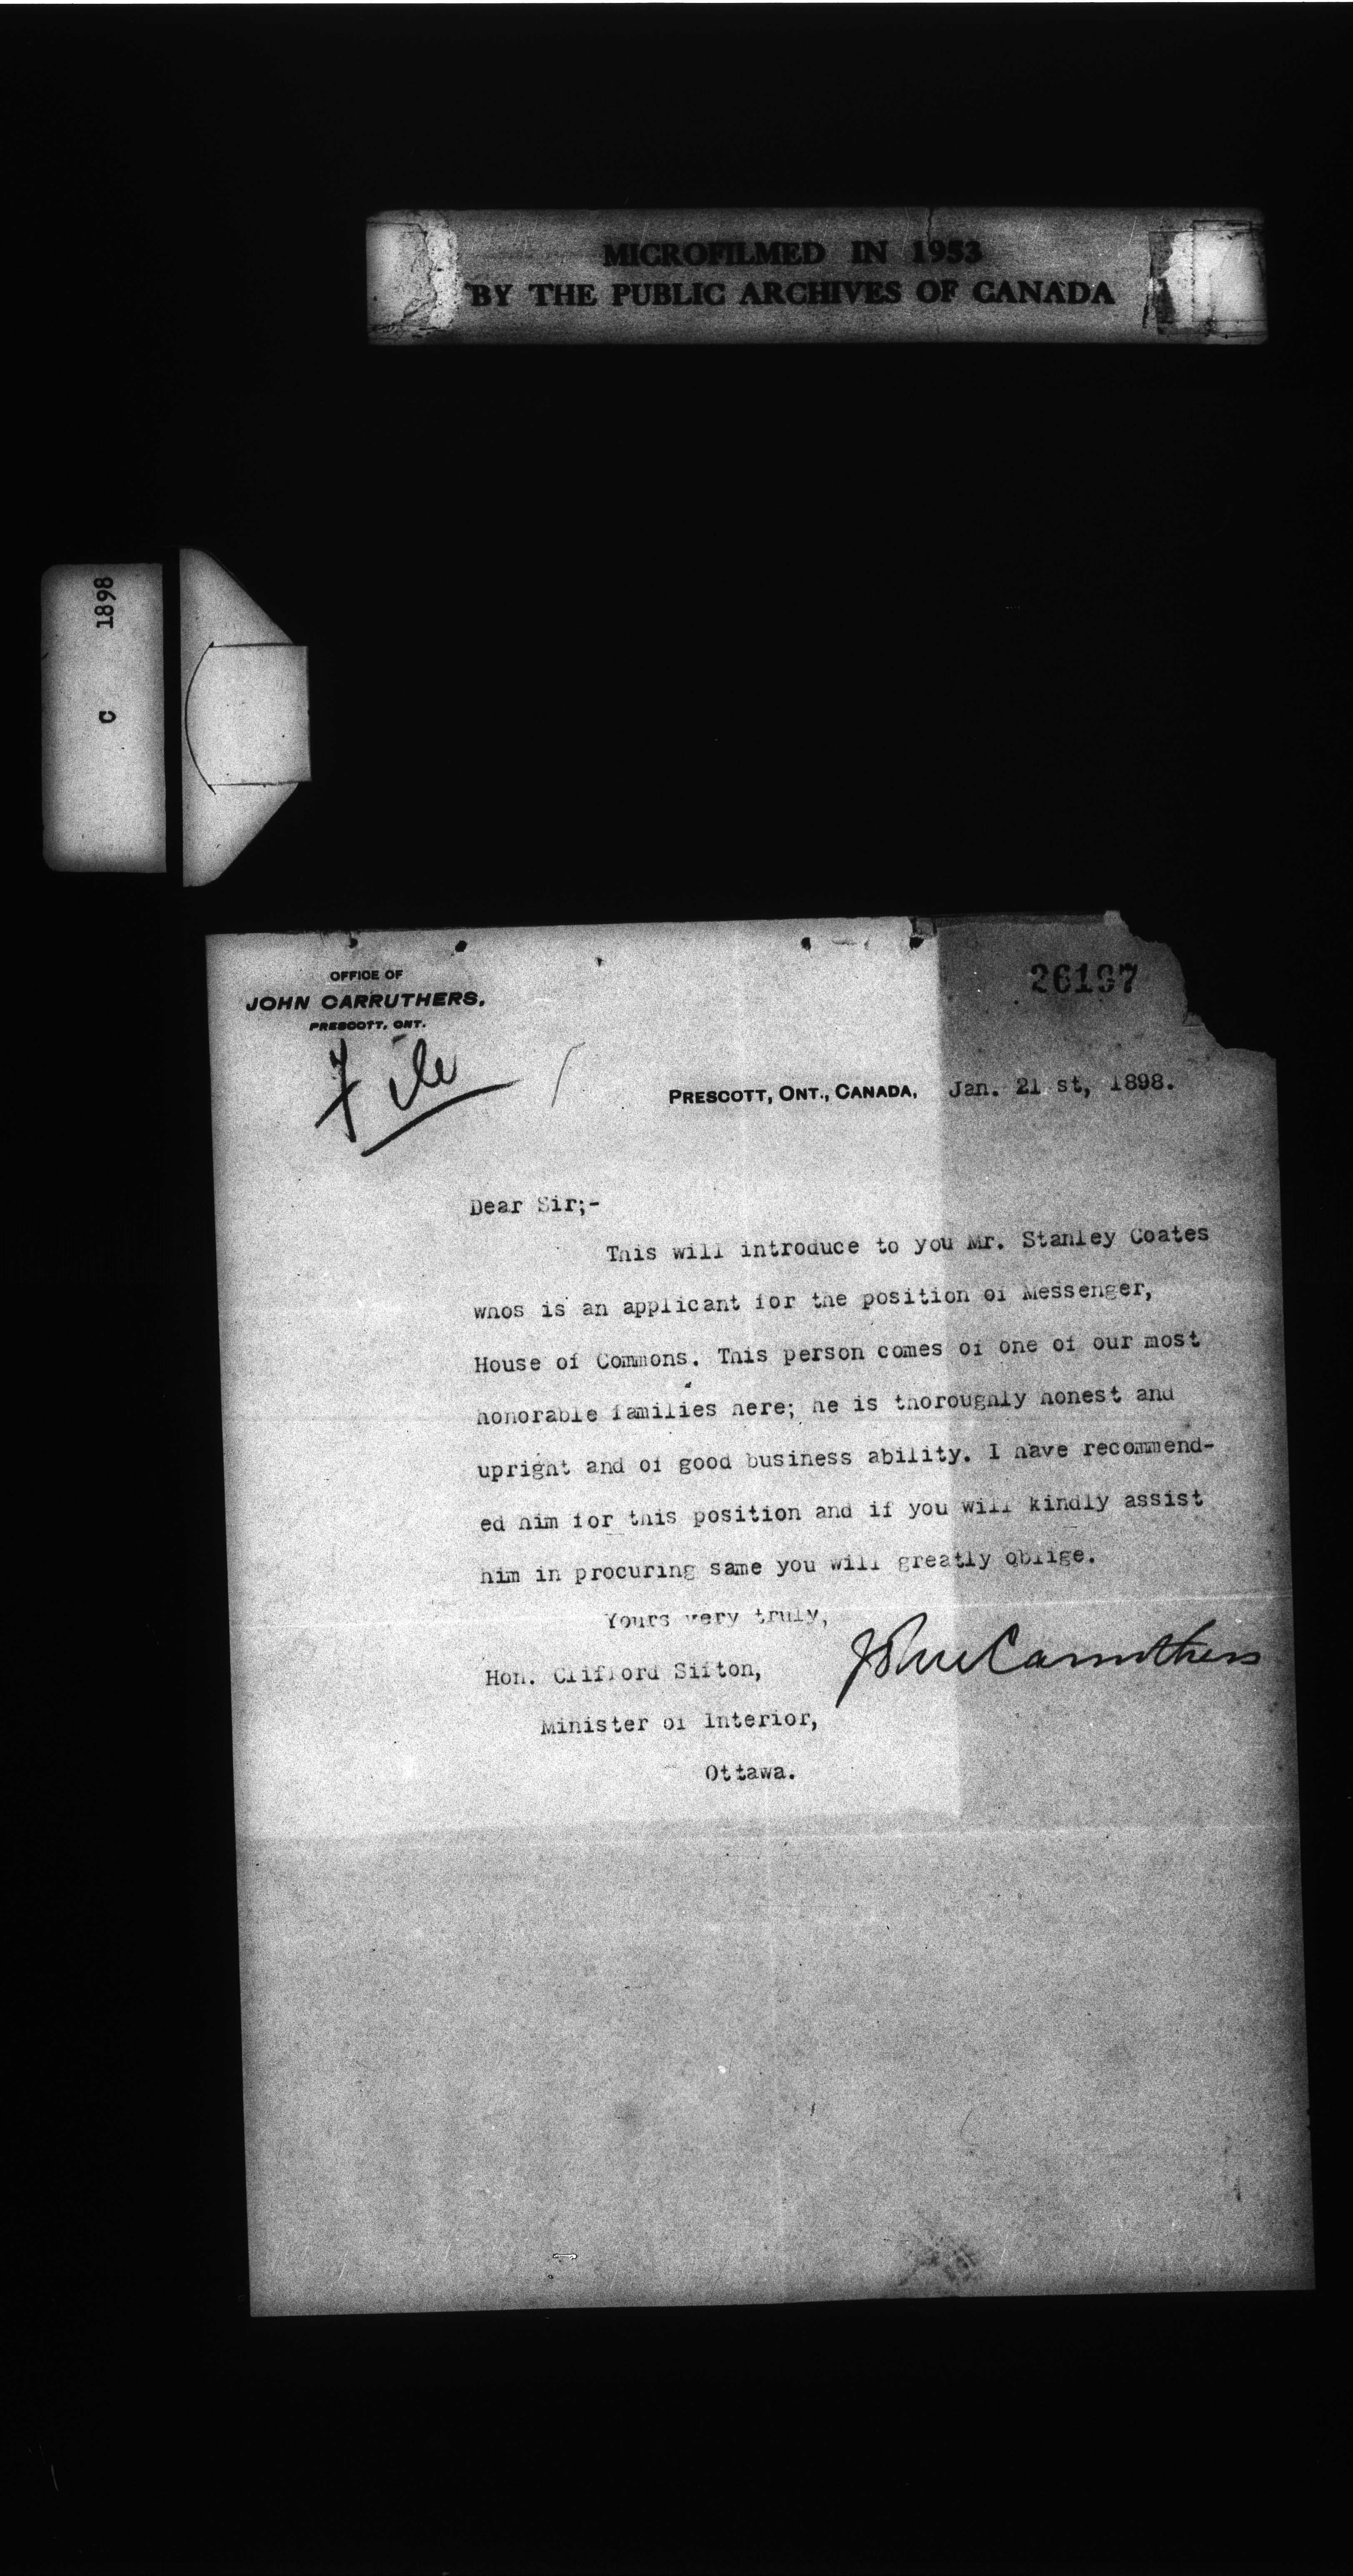 MICROFILMED IN 1953
BY THE PUBLIC ARCHIVES OF CANADA
C 1898
OFFICE OF
JOHN CARRUTHERS.
PRESCOTT, ONT.
26197
File
PRESCOTT, ONT., CANADA, Jan. 21 st, 1898.
Dear Sir;-
This will introduce to you Mr. Stanley Coates
whos is an applicant for the position of Messenger,
House of Commons. This person comes of one of our most
honorable families here; he is thoroughly honest and
upright and of good business ability. I have recommend-
ed him for this position and if you will kindly assist
him in procuring same you will greatly oblige.
Yours very truly,
John Carruthers
Hon. Clifford Sifton,
Minister of Interior,
Ottawa.